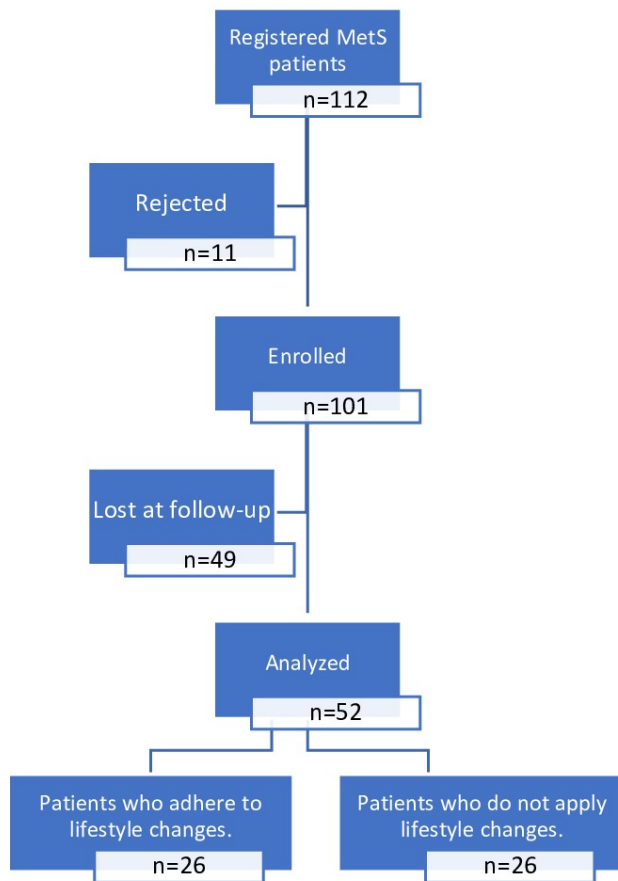 Registered MetS
patients
n=112
Rejected
n=11
Enrolled
n=101
Lost at follow-up
n=49
Analyzed
n=52
Patients who adhere to
lifestyle changes.
n=26
Patients who do not apply
lifestyle changes.
n=26